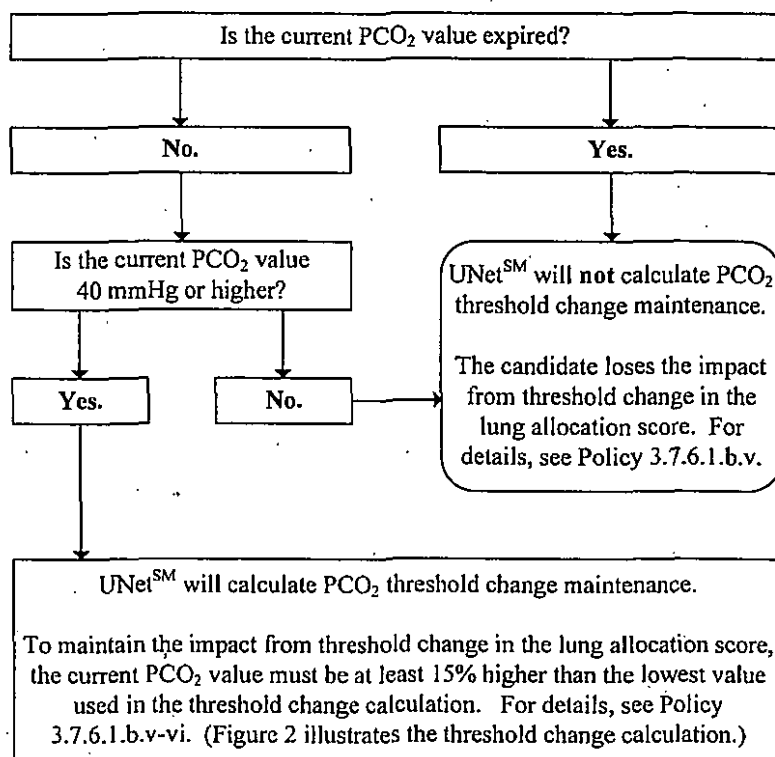 Is the current PCO₂ value expired?
No.
Yes.
Is the current PCO₂ value
40 mmHg or higher?
UNet^SM will not calculate PCO₂
threshold change maintenance.
The candidate loses the impact
from threshold change in the
lung allocation score. For
details, see Policy 3.7.6.1.b.v.
Yes.
No.
UNet^SM will calculate PCO₂ threshold change maintenance.
To maintain the impact from threshold change in the lung allocation score,
the current PCO₂ value must be at least 15% higher than the lowest value
used in the threshold change calculation. For details, see Policy
3.7.6.1.b.v-vi. (Figure 2 illustrates the threshold change calculation.)